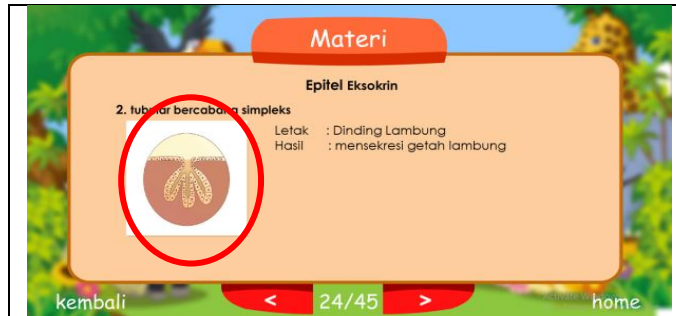 Materi
Epitel Eksokrin
2. tubular bercabang simpleks
Letak : Dinding Lambung
Hasil : mensekresi getah lambung
kembali
< 24/45 >
home